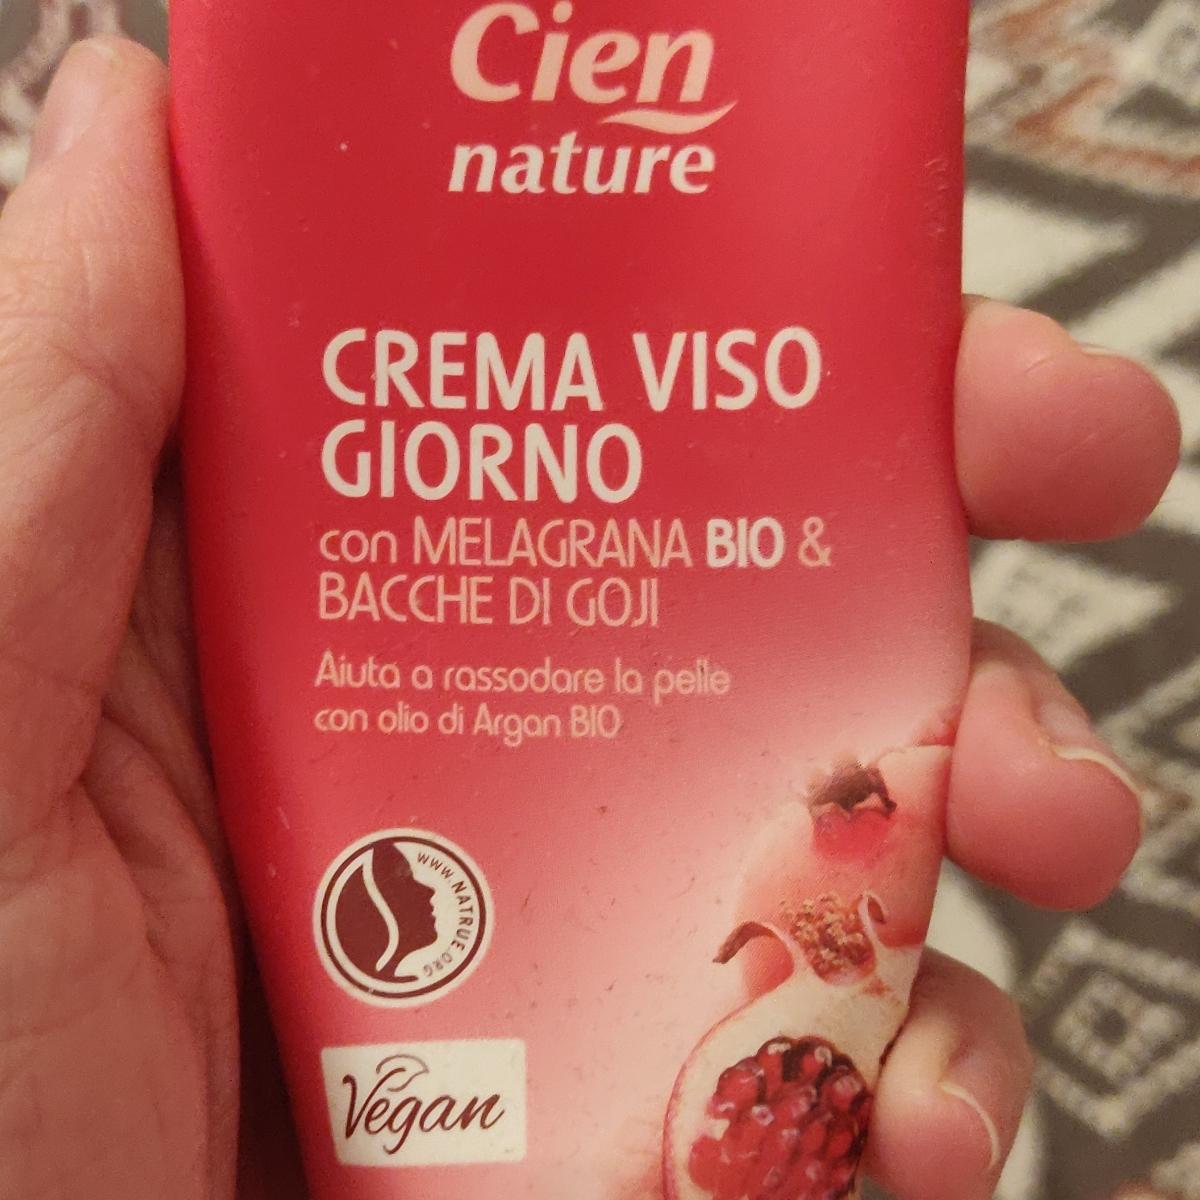 Cien
nature
CREMA VISO
GIORNO
con MELAGRANA BIO &
BACCHE DI GOJI
Aiuta a rassodare la pelle
con olio di Argan BIO
WWW.NATRUE.ORG
Vegan